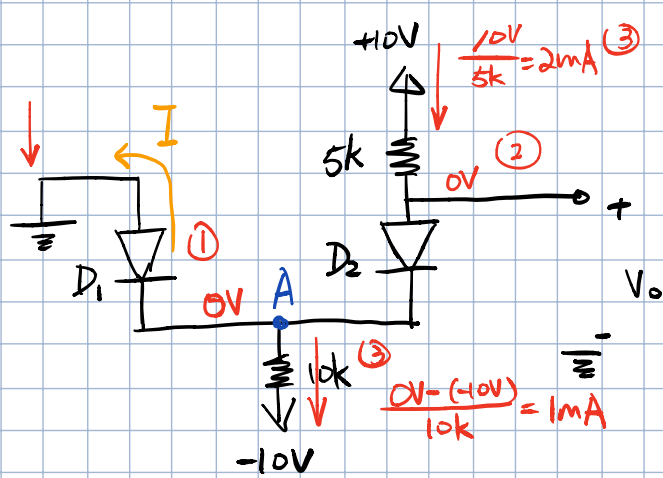 +10V
10V/5k = 2mA ③
I
5k
0V ②
+
①
D₁
D₂
0V
A
Vo
-
10k ③
(0V-(-10V))/10k = 1mA
-10V